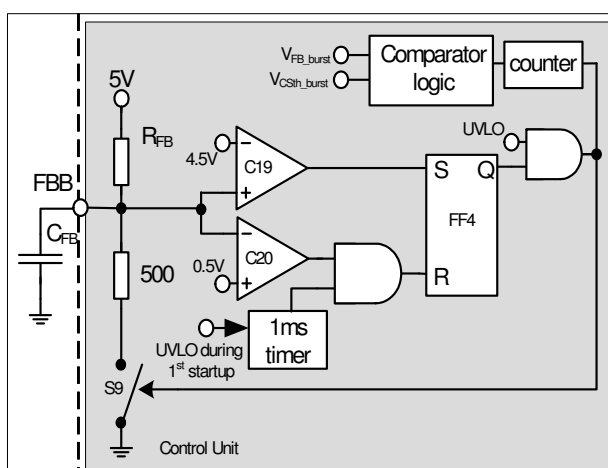 V_FB_burst
V_CSth_burst
Comparator
logic
counter
5V
R_FB
UVLO
4.5V
C19
S
Q
FBB
C_FB
FF4
500
C20
0.5V
R
UVLO during
1st startup
1ms
timer
S9
Control Unit